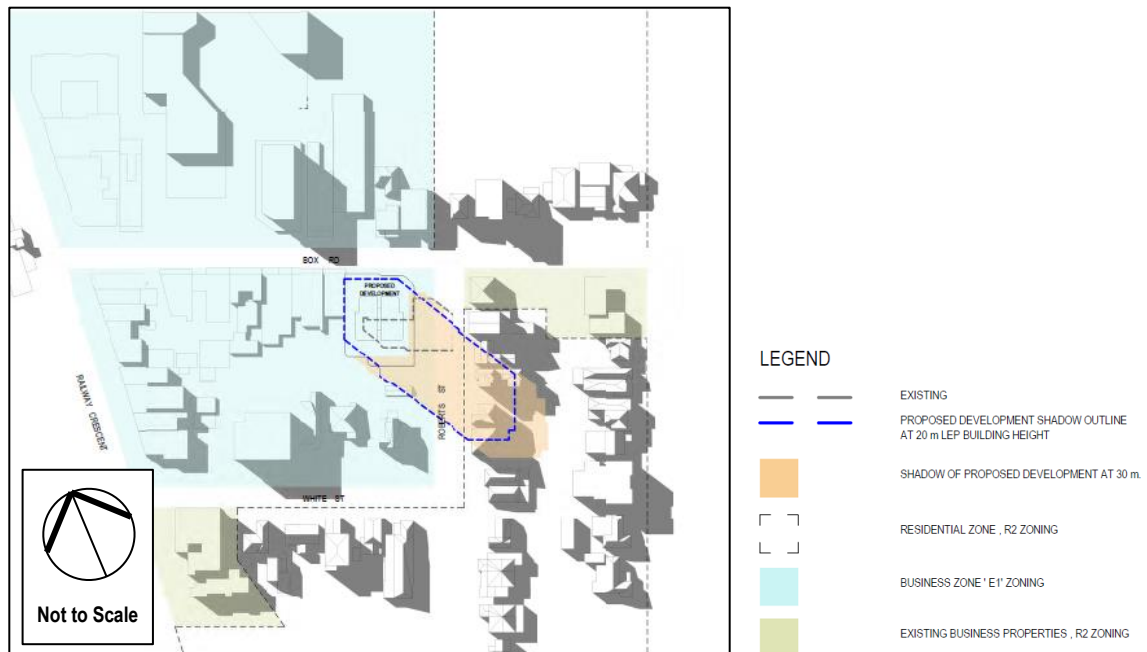 BOX RD
PROPOSED
DEVELOPMENT
RAILWAY CRESCENT
ROBERTS ST
WHITE ST
Not to Scale
LEGEND
EXISTING
PROPOSED DEVELOPMENT SHADOW OUTLINE
AT 20 m LEP BUILDING HEIGHT
SHADOW OF PROPOSED DEVELOPMENT AT 30 m.
RESIDENTIAL ZONE , R2 ZONING
BUSINESS ZONE ' E1' ZONING
EXISTING BUSINESS PROPERTIES , R2 ZONING